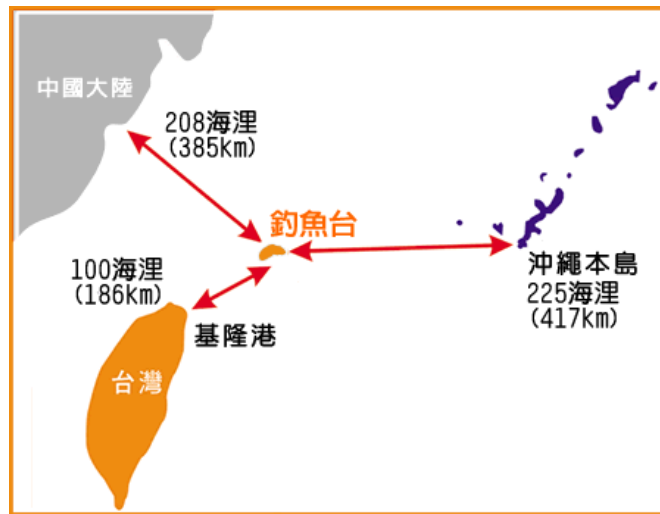 中國大陸
208海浬
(385km)
釣魚台
100海浬
(186km)
沖繩本島
225海浬
(417km)
基隆港
台灣